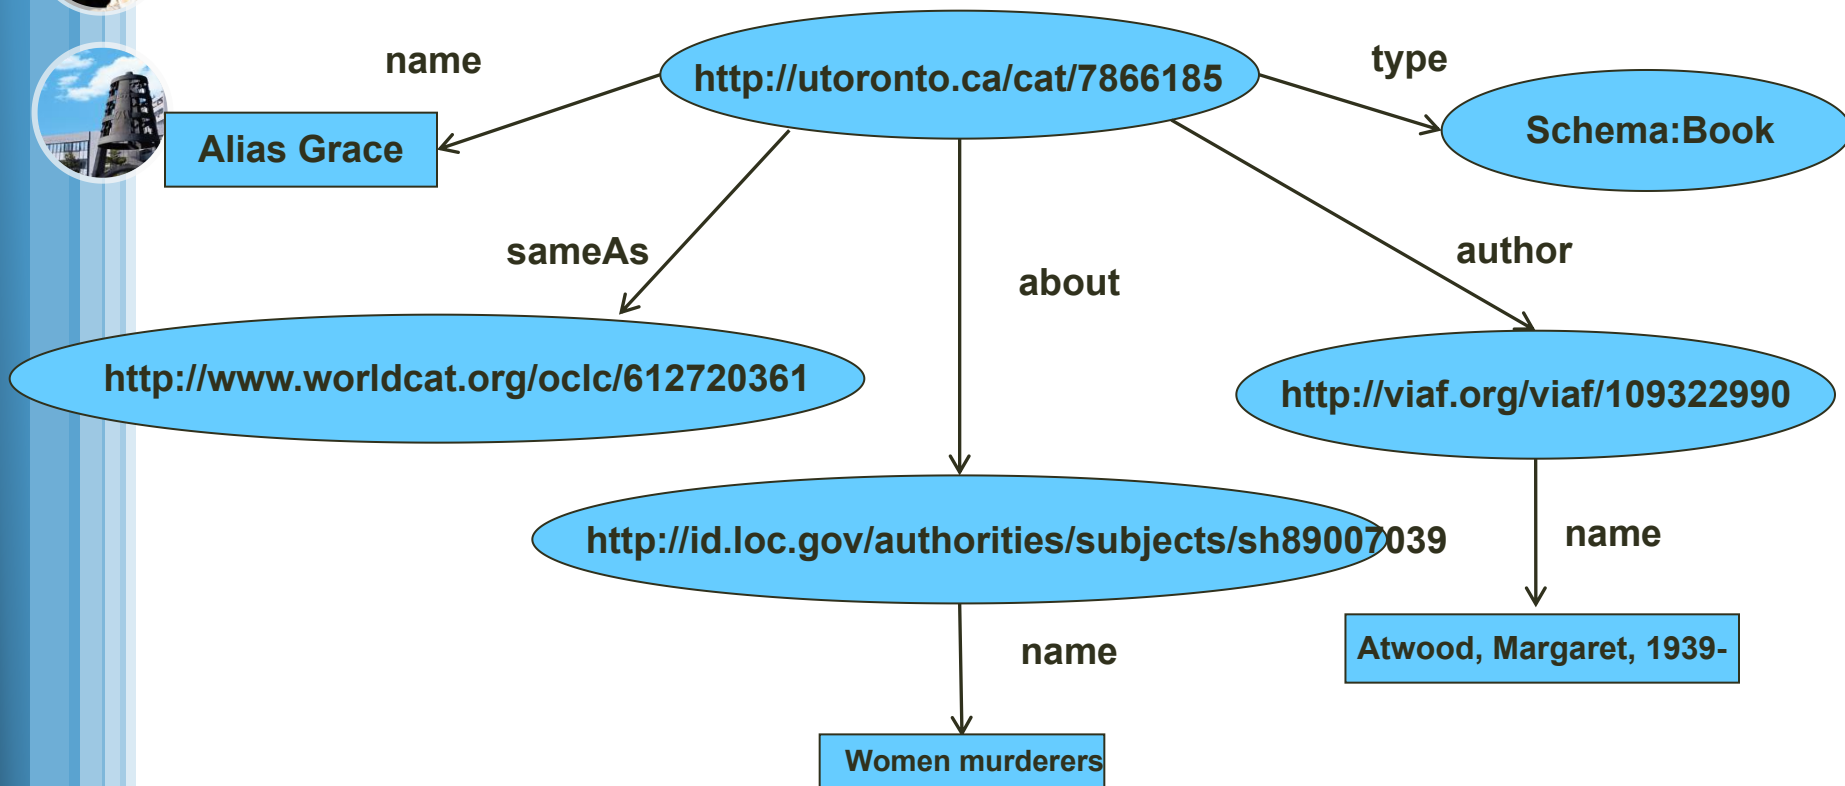 name
http://utoronto.ca/cat/7866185
type
Alias Grace
Schema:Book
sameAs
about
author
http://www.worldcat.org/oclc/612720361
http://viaf.org/viaf/109322990
http://id.loc.gov/authorities/subjects/sh89007039
name
name
Atwood, Margaret, 1939-
Women murderers